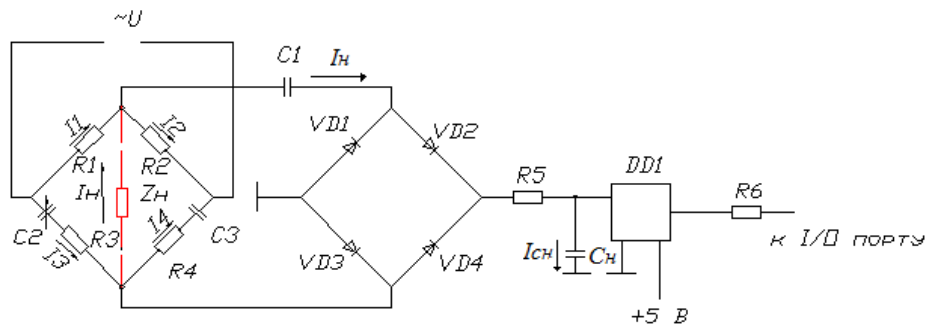 ~U
C1
Iн
I1
I2
VD1
VD2
R1
R2
DD1
Iн
Zн
R5
R6
C2
R3
I4
C3
к I/O порту
I3
R4
VD3
VD4
Iсн
Cн
+5 В